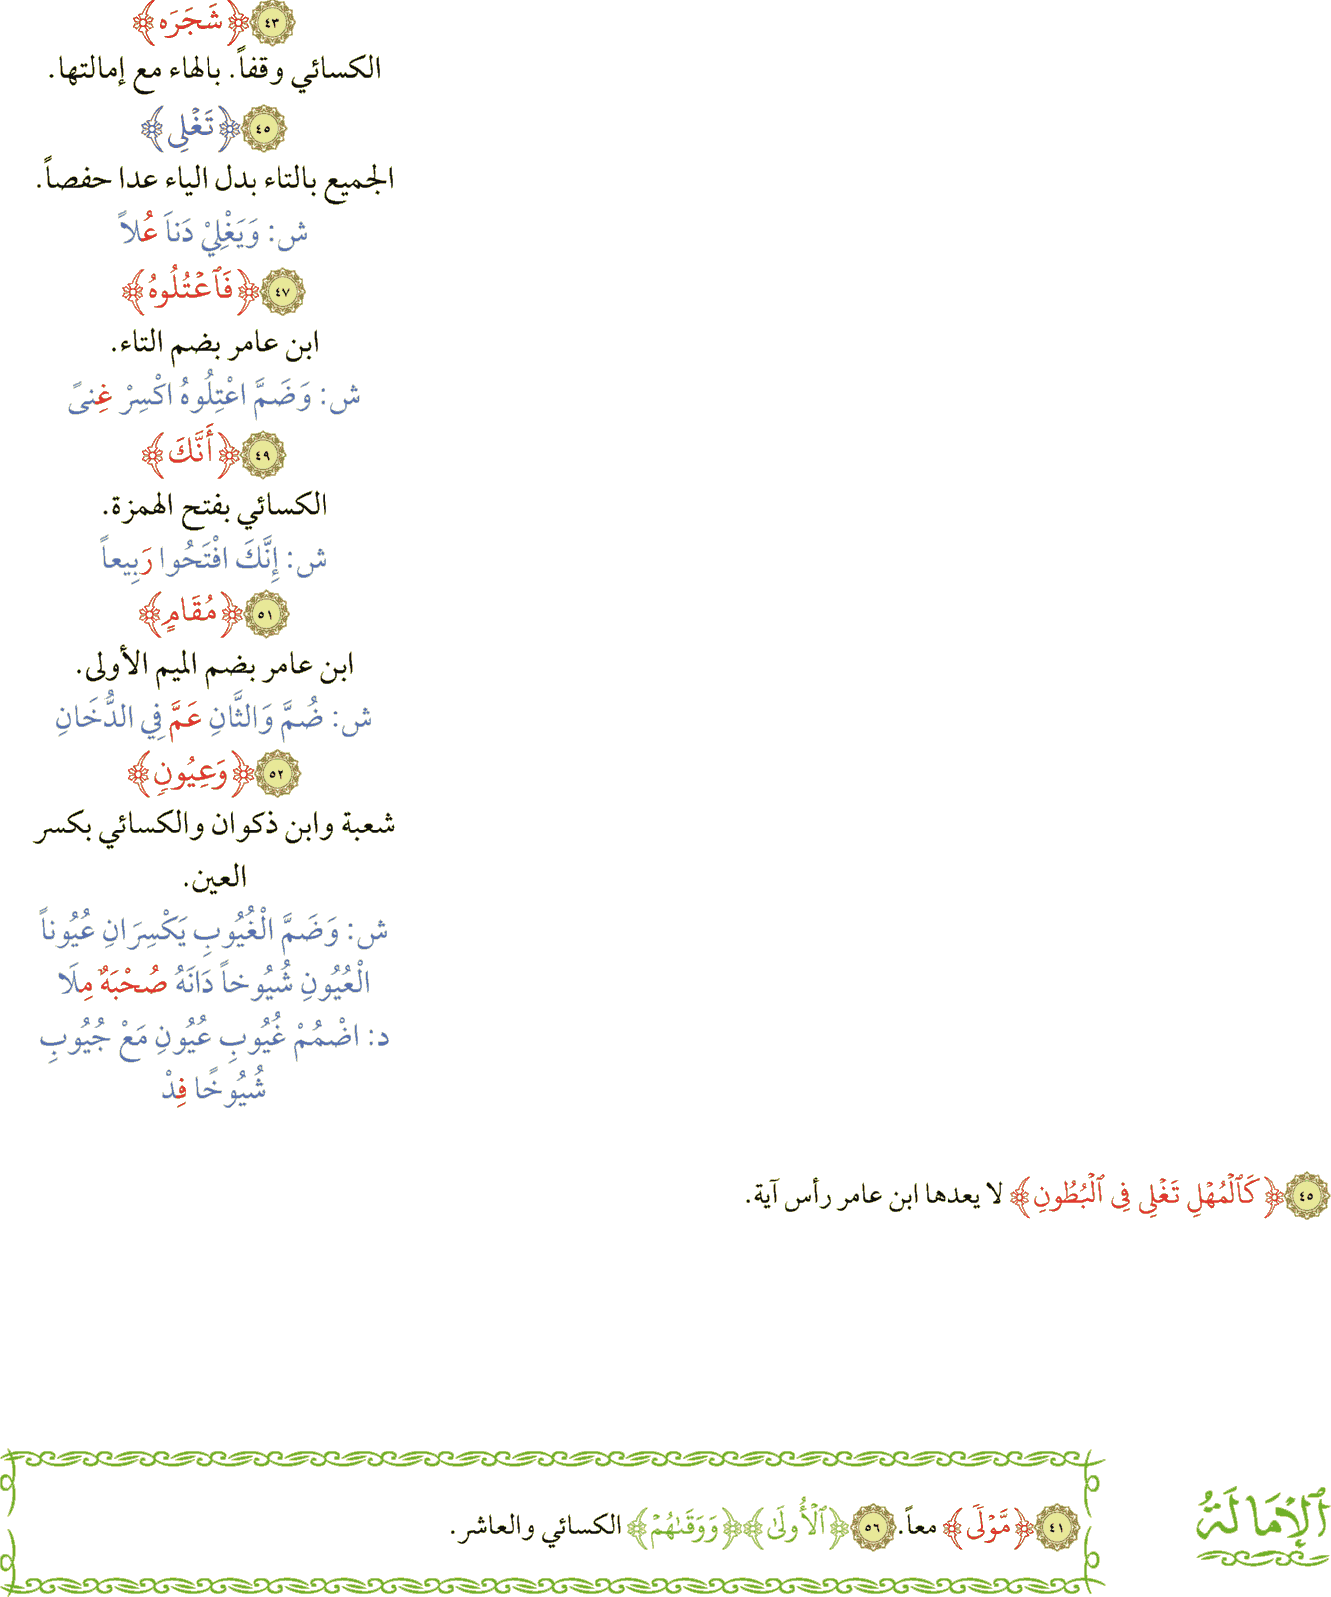 ٤٣ ﴿شَجَرَه﴾
الكسائي وقفاً. بالهاء مع إمالتها.
٤٥ ﴿تَغْلِى﴾
الجميع بالتاء بدل الياء عدا حفصاً.
ش: وَيَغْلِيْ دَناَ عُلاً
٤٧ ﴿فَٱعْتُلُوهُ﴾
ابن عامر بضم التاء.
ش: وَضَمَّ اعْتِلُوهُ اكْسِرْ غِنىً
٤٩ ﴿أَنَّكَ﴾
الكسائي بفتح الهمزة.
ش: إِنَّكَ افْتَحُوا رَبِيعاً
٥١ ﴿مُقَامٍ﴾
ابن عامر بضم الميم الأولى.
ش: ضُمَّ وَالثَّانِ عَمَّ فِي الدُّخَانِ
٥٢ ﴿وَعِيُونٖ﴾
شعبة وابن ذكوان والكسائي بكسر
العين.
ش: وَضَمَّ الْغُيُوبِ يَكْسِرَانِ عُيُوناً
الْعُيُونِ شُيُوخاً دَانَهُ صُحْبَةٌ مِلَا
د: اضْمُمْ غُيُوبِ عُيُونِ مَعْ جُيُوبِ
شُيُوخًا فِدْ
٤٥ ﴿كَٱلْمُهْلِ تَغْلِى فِى ٱلْبُطُونِ﴾ لا يعدها ابن عامر رأس آية.
ٱلْإِمَالَةُ
٤١ ﴿مَّوْلًى﴾ معاً. ٥٦ ﴿ٱلْأُولَىٰ﴾ ﴿وَوَقَىٰهُمْ﴾ الكسائي والعاشر.